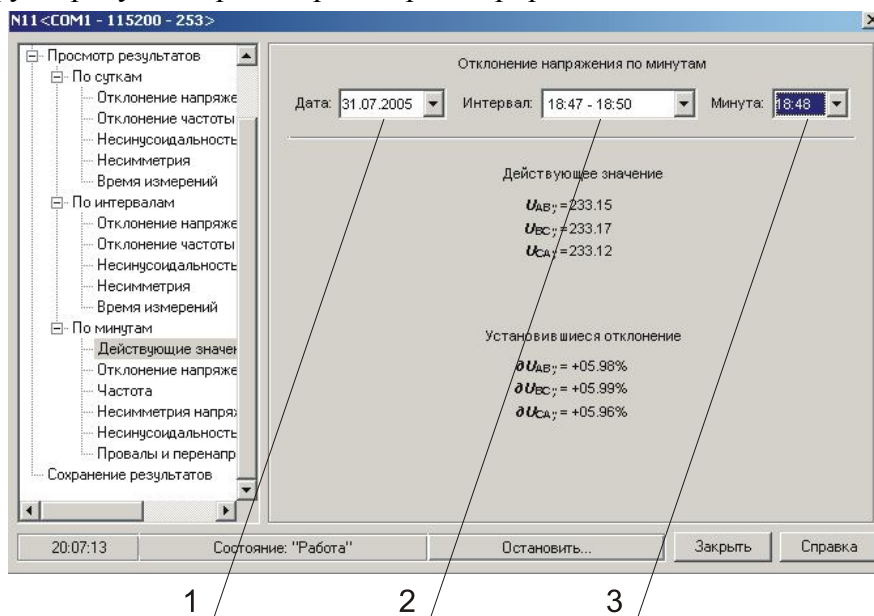 N11<COM1 - 115200 - 253>
Просмотр результатов
По суткам
Отклонение напряже
Отклонение частоты
Несинусоидальность
Несимметрия
Время измерений
По интервалам
Отклонение напряже
Отклонение частоты
Несинусоидальность
Несимметрия
Время измерений
По минутам
Действующие значен
Отклонение напряже
Частота
Несимметрия напряж
Несинусоидальность
Провалы и перенапр
Сохранение результатов
Отклонение напряжения по минутам
Дата: 31.07.2005 Интервал: 18:47 - 18:50 Минута: 18:48
Действующее значение
UAB;=233.15
UBC;=233.17
UCA;=233.12
Установившиеся отклонение
∂UAB;= +05.98%
∂UBC;= +05.99%
∂UCA;= +05.96%
20:07:13 Состояние: "Работа" Остановить... Закрыть Справка
1 2 3